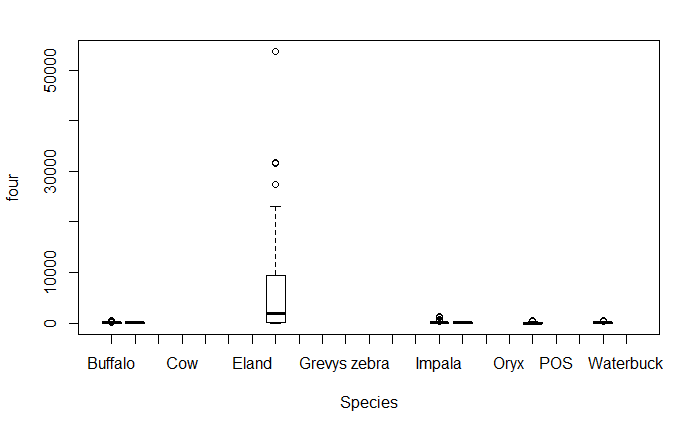 50000
30000
10000
0
four
Buffalo Cow Eland Grevys zebra Impala Oryx POS Waterbuck
Species